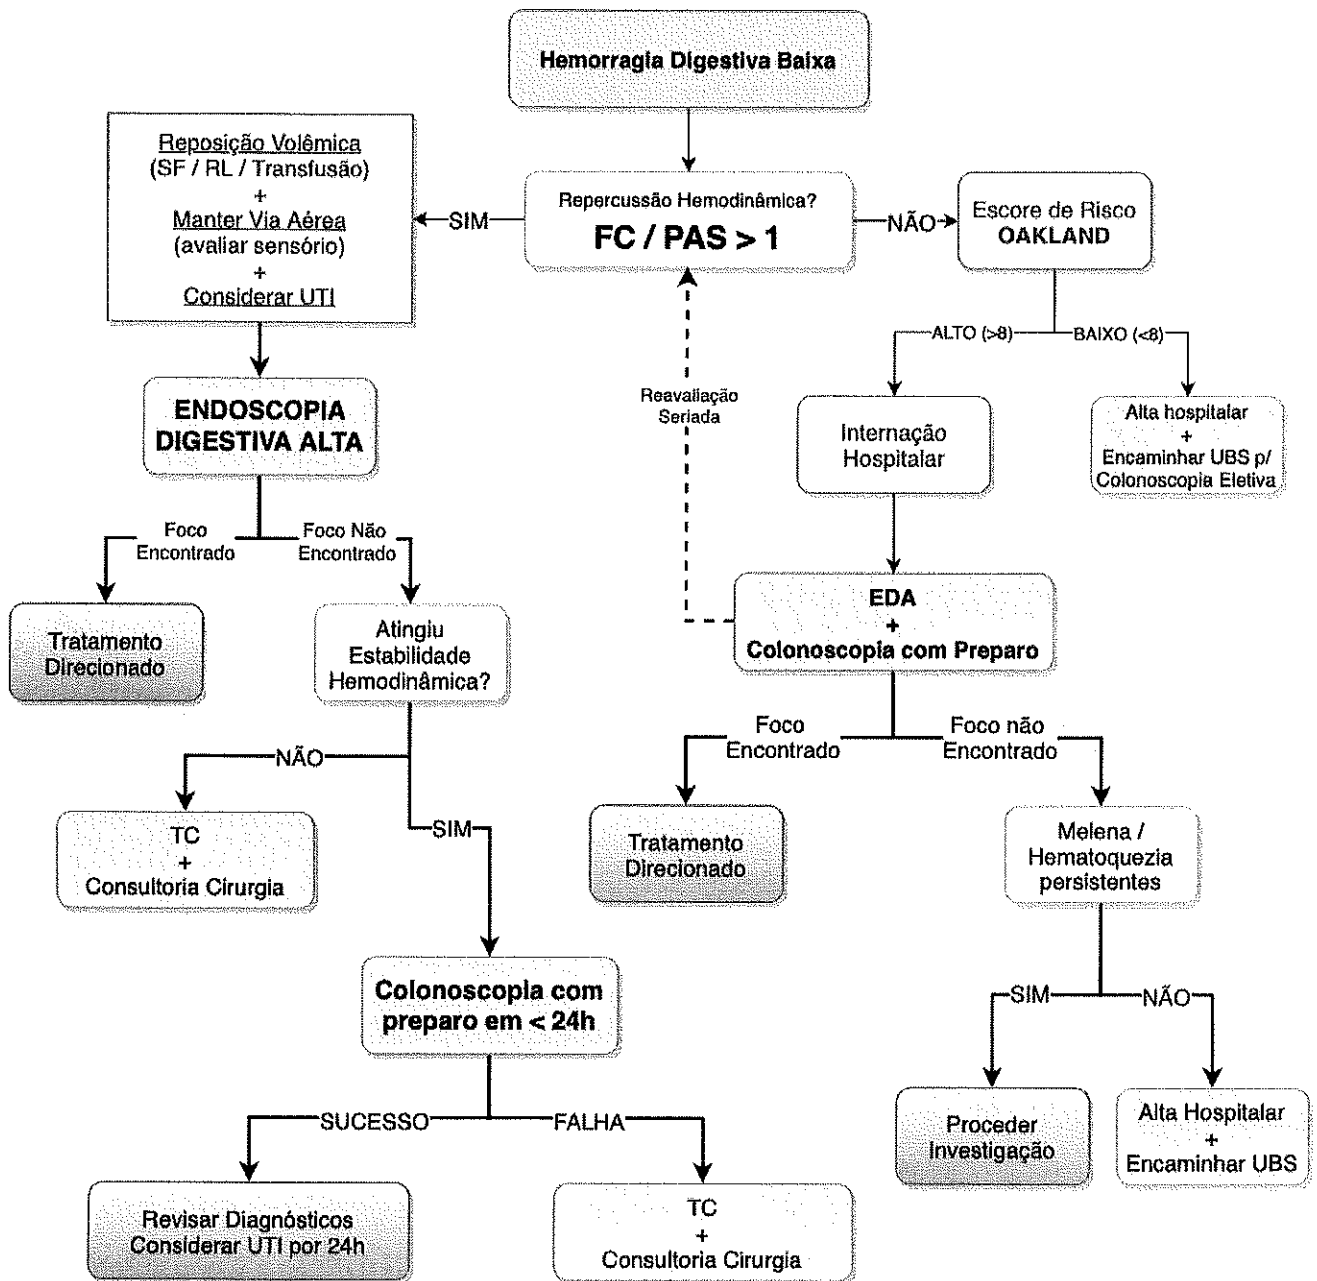 Hemorragia Digestiva Baixa
Reposição Volêmica
(SF / RL / Transfusão)
+
Manter Via Aérea
(avaliar sensório)
+
Considerar UTI
SIM
Repercussão Hemodinâmica?
FC / PAS > 1
NÃO
Escore de Risco
OAKLAND
ALTO (>8)
BAIXO (<8)
Reavaliação
Seriada
ENDOSCOPIA
DIGESTIVA ALTA
Internação
Hospitalar
Alta hospitalar
+
Encaminhar UBS p/
Colonoscopia Eletiva
Foco
Encontrado
Foco Não
Encontrado
EDA
+
Colonoscopia com Preparo
Tratamento
Direcionado
Atingiu
Estabilidade
Hemodinâmica?
Foco
Encontrado
Foco não
Encontrado
NÃO
SIM
TC
+
Consultoria Cirurgia
Tratamento
Direcionado
Melena /
Hematoquezia
persistentes
Colonoscopia com
preparo em < 24h
SIM
NÃO
SUCESSO
FALHA
Proceder
Investigação
Alta Hospitalar
+
Encaminhar UBS
Revisar Diagnósticos
Considerar UTI por 24h
TC
+
Consultoria Cirurgia